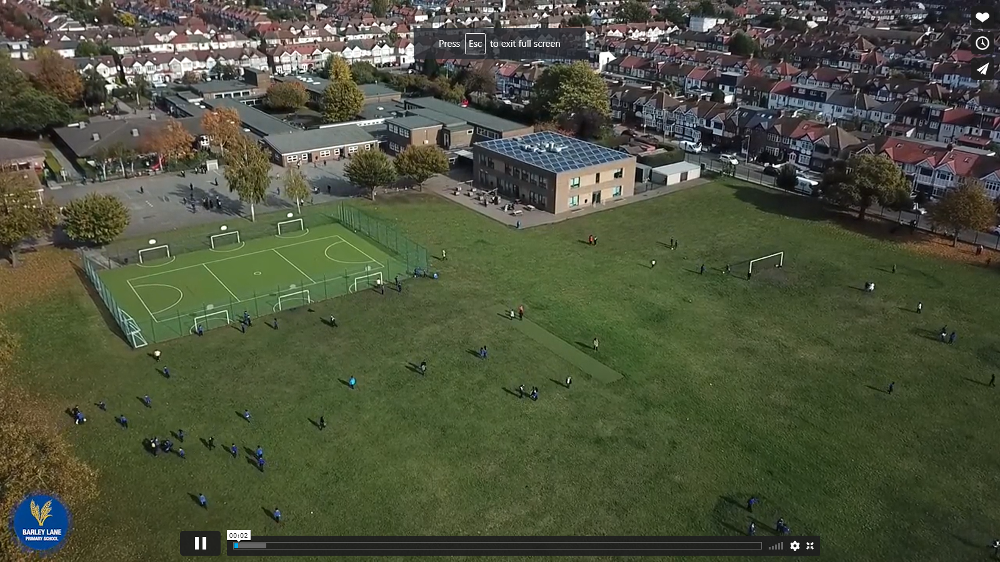 Press Esc to exit full screen
BARLEY LANE
PRIMARY SCHOOL
00:02